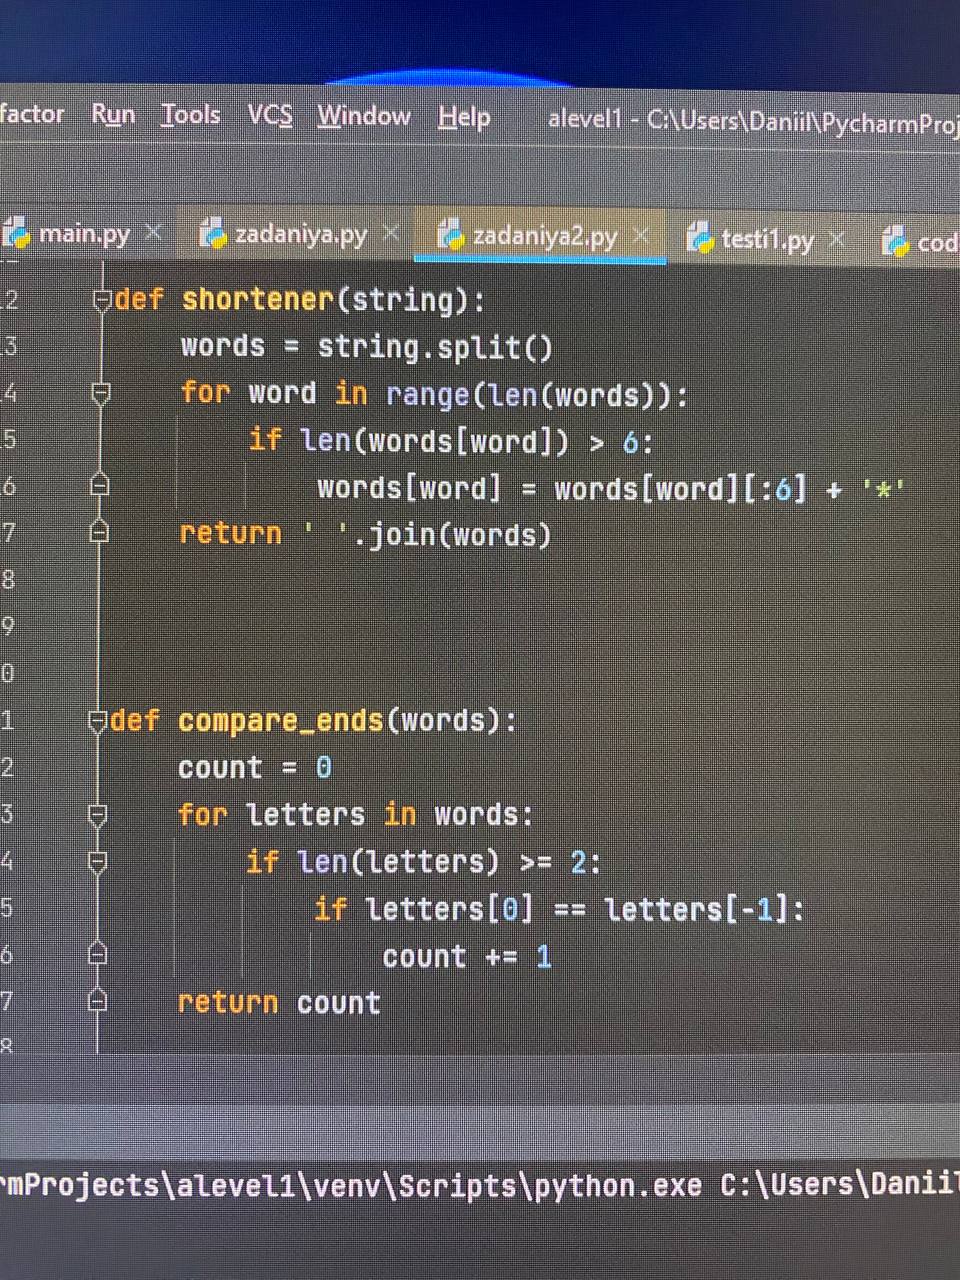 factor Run Tools VCS Window Help alevel1 - C:\Users\Daniil\PycharmProj
main.py zadaniya.py zadaniya2.py testi1.py cod
2 def shortener(string):
3 words = string.split()
4 for word in range(len(words)):
5 if len(words[word]) > 6:
6 words[word] = words[word][:6] + '*'
7 return ' '.join(words)
8
9
0
1 def compare_ends(words):
2 count = 0
3 for letters in words:
4 if len(letters) >= 2:
5 if letters[0] == letters[-1]:
6 count += 1
7 return count
8
rmProjects\alevel1\venv\Scripts\python.exe C:\Users\Daniil